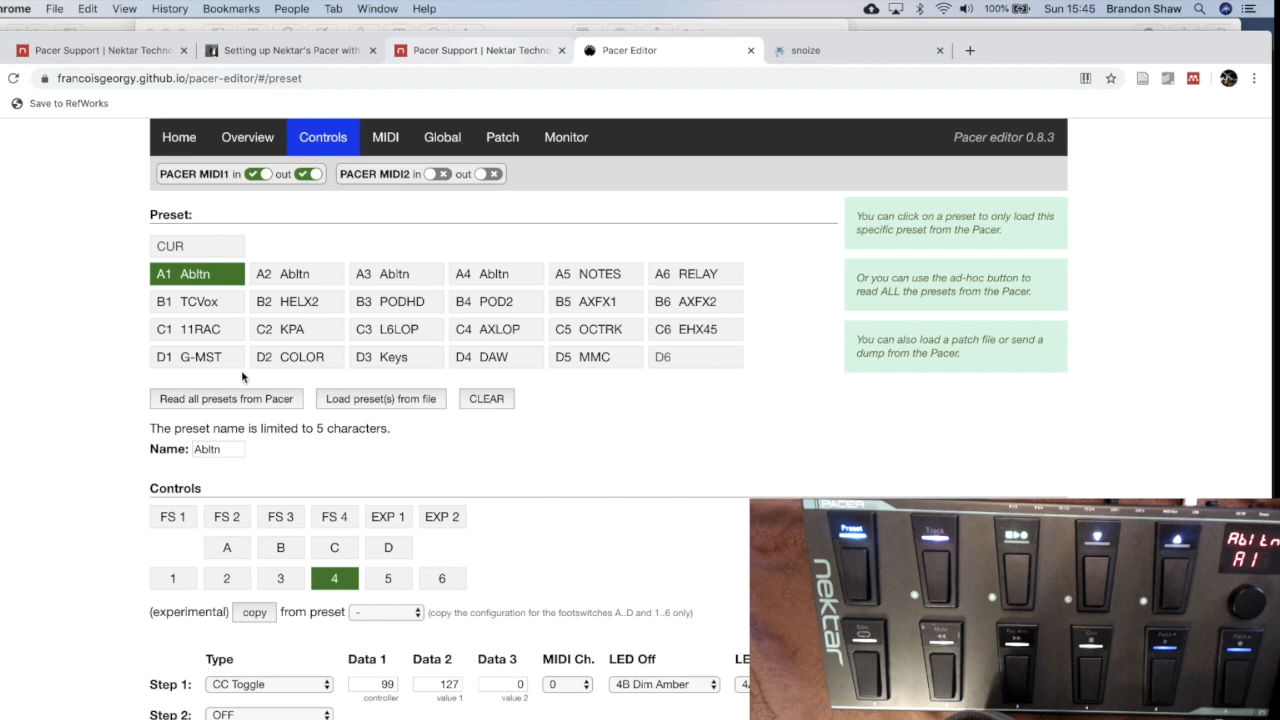 hrome File Edit View History Bookmarks People Tab Window Help 100% Sun 15:45 Brandon Shaw
Pacer Support | Nektar Techno Setting up Nektar's Pacer with Pacer Support | Nektar Techno Pacer Editor snoize
francoisgeorgy.github.io/pacer-editor/#/preset
Save to RefWorks
Home Overview Controls MIDI Global Patch Monitor Pacer editor 0.8.3
PACER MIDI1 in out PACER MIDI2 in out
Preset:
You can click on a preset to only load this
specific preset from the Pacer.
CUR
A1 Abltn A2 Abltn A3 Abltn A4 Abltn A5 NOTES A6 RELAY
Or you can use the ad-hoc button to
read ALL the presets from the Pacer.
B1 TCVox B2 HELX2 B3 PODHD B4 POD2 B5 AXFX1 B6 AXFX2
C1 11RAC C2 KPA C3 L6LOP C4 AXLOP C5 OCTRK C6 EHX45
You can also load a patch file or send a
dump from the Pacer.
D1 G-MST D2 COLOR D3 Keys D4 DAW D5 MMC D6
Read all presets from Pacer Load preset(s) from file CLEAR
The preset name is limited to 5 characters.
Name: Abltn
Controls
FS 1 FS 2 FS 3 FS 4 EXP 1 EXP 2
A B C D
1 2 3 4 5 6
(experimental) copy from preset - (copy the configuration for the footswitches A..D and 1..6 only)
Type Data 1 Data 2 Data 3 MIDI Ch. LED Off LE
Step 1: CC Toggle 99 127 0 0 4B Dim Amber 4
controller value 1 value 2
Step 2: OFF
PACER
Preset Track
Abltn
A1
nektar
Mute